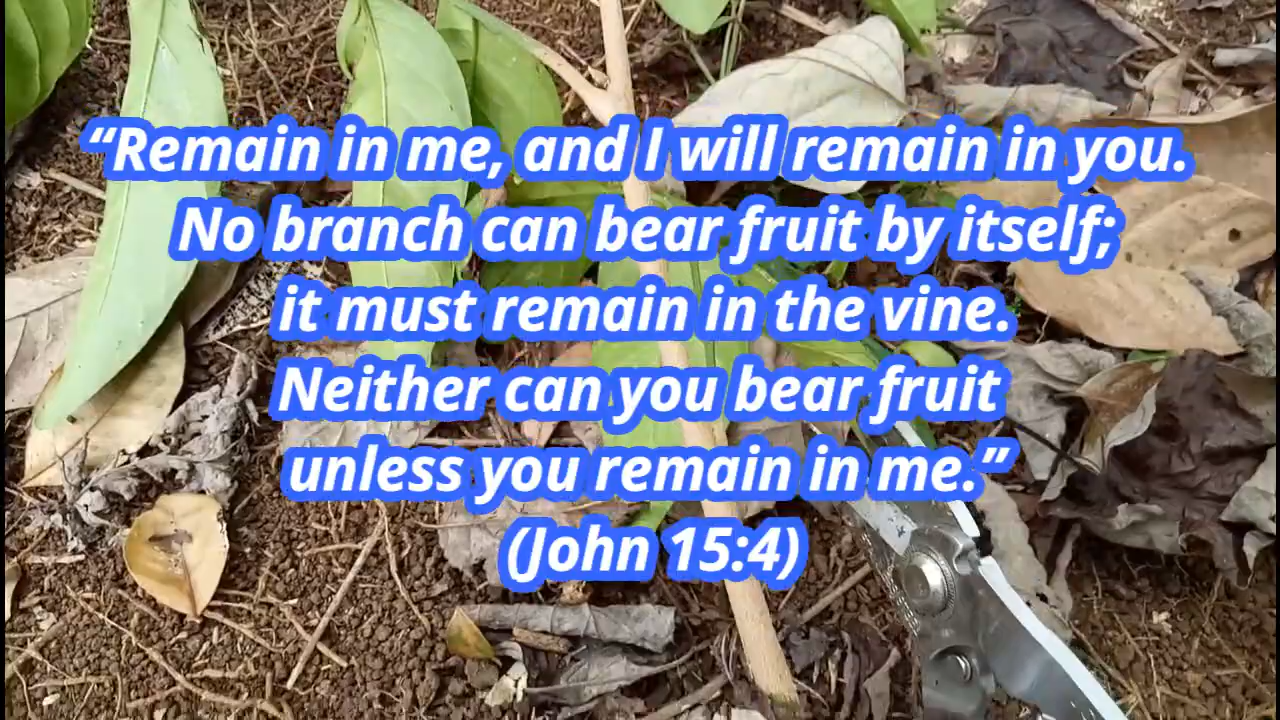 “Remain in me, and I will remain in you.
No branch can bear fruit by itself;
it must remain in the vine.
Neither can you bear fruit
unless you remain in me.”
(John 15:4)